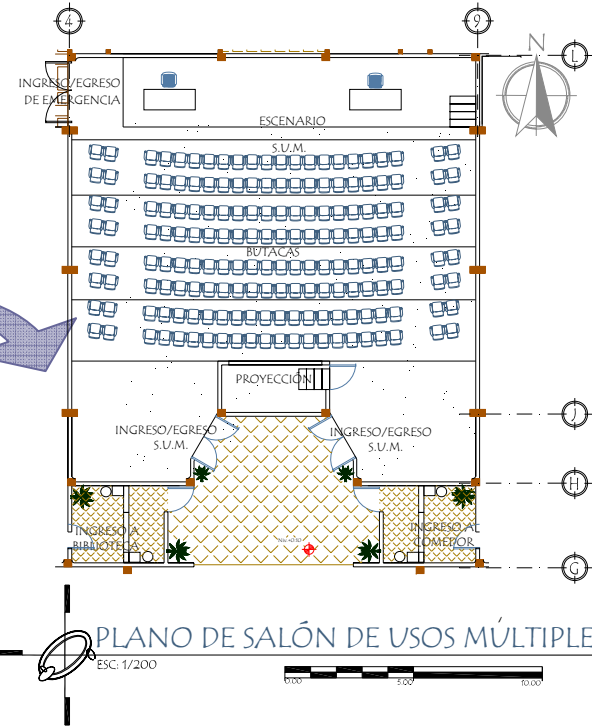 4
9
N
L
INGRESO/EGRESO
DE EMERGENCIA
ESCENARIO
S.U.M.
BUTACAS
PROYECCIÓN
INGRESO/EGRESO
S.U.M.
INGRESO/EGRESO
S.U.M.
J
H
INGRESO A
BIBLIOTECA
INGRESO AL
COMEDOR
G
PLANO DE SALÓN DE USOS MÚLTIPLE
ESC: 1/200
0.00
5.00
10.00